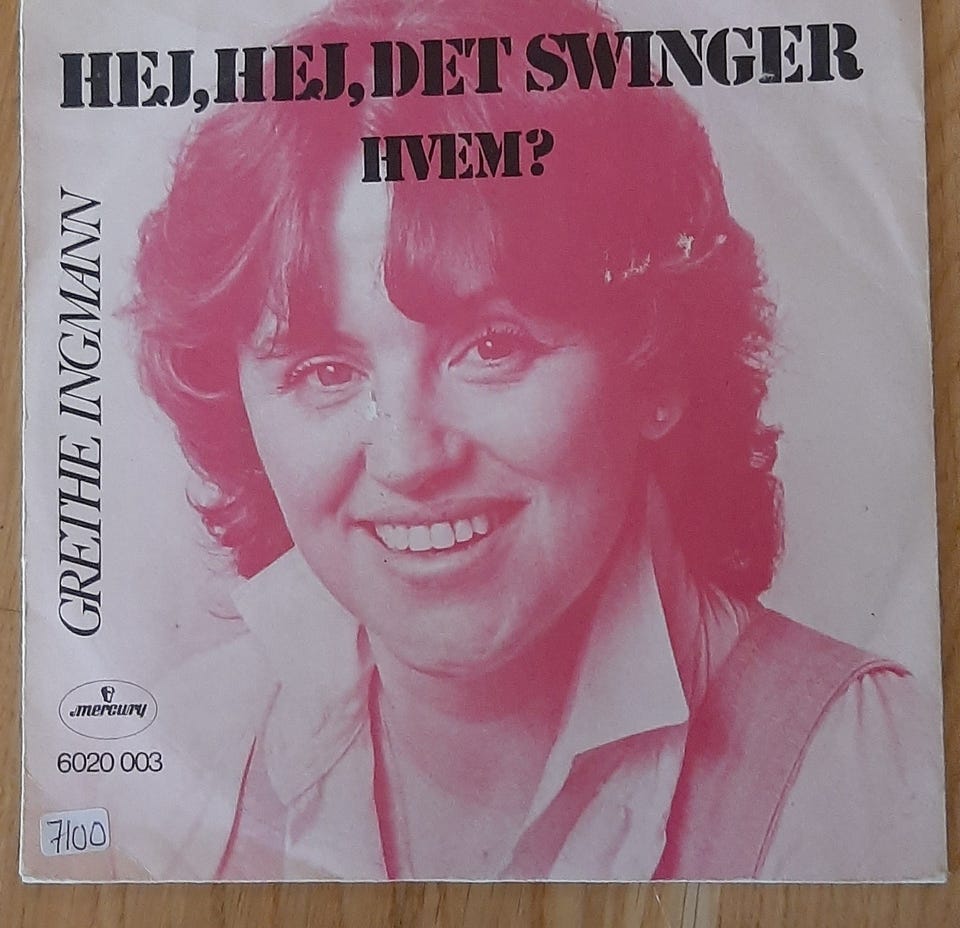 HEJ, HEJ, DET SWINGER
HVEM?
GRETHE INGMANN
mercury
6020 003
7100